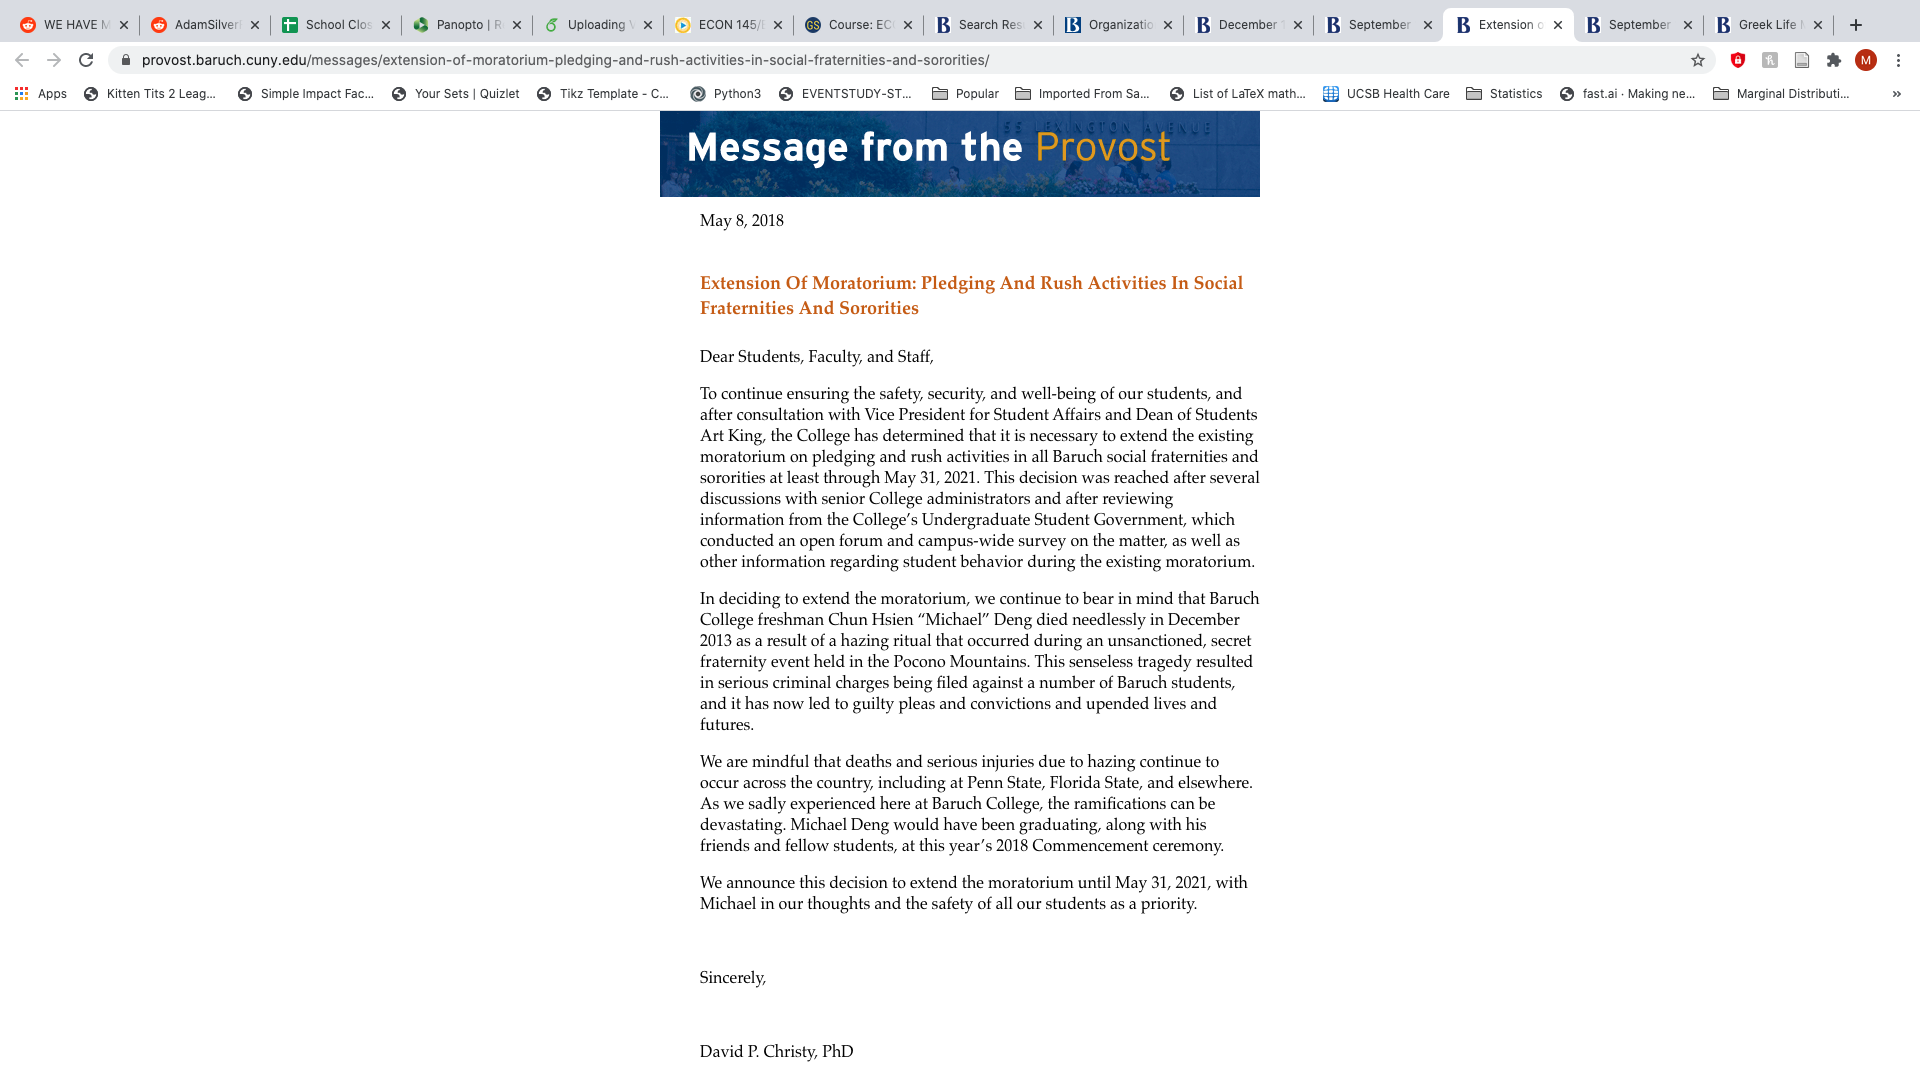 WE HAVE M
AdamSilver
School Clos
Panopto | R
Uploading V
ECON 145/E
Course: EC
Search Res
Organizatio
December 1
September
Extension o
September
Greek Life
provost.baruch.cuny.edu/messages/extension-of-moratorium-pledging-and-rush-activities-in-social-fraternities-and-sororities/
M
Apps
Kitten Tits 2 Leag...
Simple Impact Fac...
Your Sets | Quizlet
Tikz Template - C...
Python3
EVENTSTUDY-ST...
Popular
Imported From Sa...
List of LaTeX math...
UCSB Health Care
Statistics
fast.ai · Making ne...
Marginal Distributi...
»
55 LEXINGTON AVENUE
Message from the Provost
May 8, 2018
Extension Of Moratorium: Pledging And Rush Activities In Social
Fraternities And Sororities
Dear Students, Faculty, and Staff,
To continue ensuring the safety, security, and well-being of our students, and
after consultation with Vice President for Student Affairs and Dean of Students
Art King, the College has determined that it is necessary to extend the existing
moratorium on pledging and rush activities in all Baruch social fraternities and
sororities at least through May 31, 2021. This decision was reached after several
discussions with senior College administrators and after reviewing
information from the College’s Undergraduate Student Government, which
conducted an open forum and campus-wide survey on the matter, as well as
other information regarding student behavior during the existing moratorium.
In deciding to extend the moratorium, we continue to bear in mind that Baruch
College freshman Chun Hsien “Michael” Deng died needlessly in December
2013 as a result of a hazing ritual that occurred during an unsanctioned, secret
fraternity event held in the Pocono Mountains. This senseless tragedy resulted
in serious criminal charges being filed against a number of Baruch students,
and it has now led to guilty pleas and convictions and upended lives and
futures.
We are mindful that deaths and serious injuries due to hazing continue to
occur across the country, including at Penn State, Florida State, and elsewhere.
As we sadly experienced here at Baruch College, the ramifications can be
devastating. Michael Deng would have been graduating, along with his
friends and fellow students, at this year’s 2018 Commencement ceremony.
We announce this decision to extend the moratorium until May 31, 2021, with
Michael in our thoughts and the safety of all our students as a priority.
Sincerely,
David P. Christy, PhD